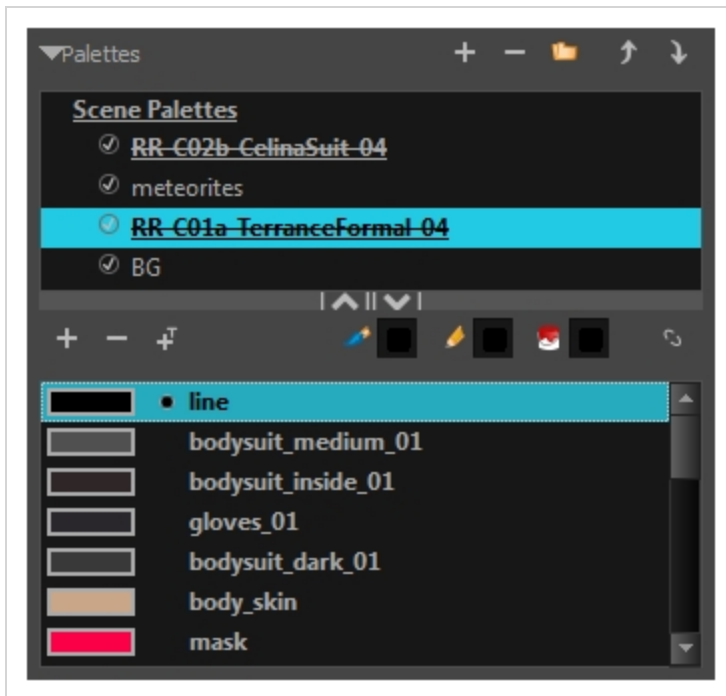 Palettes
Scene Palettes
RR-C02b-CelinaSuit-04
meteorites
RR-C01a-TerranceFormal-04
BG
line
bodysuit_medium_01
bodysuit_inside_01
gloves_01
bodysuit_dark_01
body_skin
mask